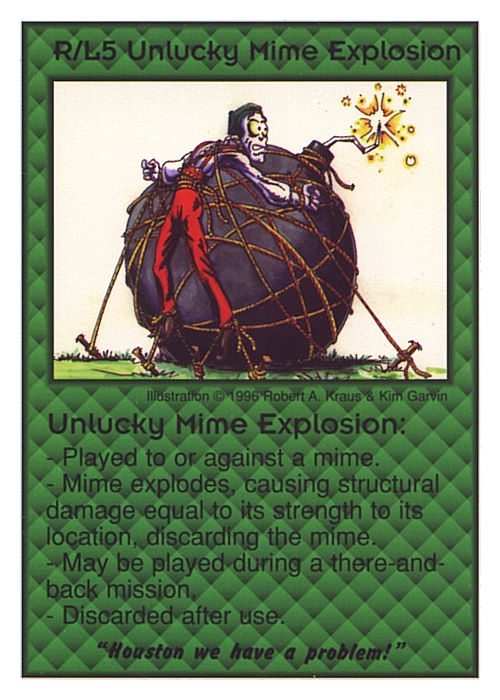 R/L5 Unlucky Mime Explosion
Illustration © 1996 Robert A. Kraus & Kim Garvin
Unlucky Mime Explosion:
- Played to or against a mime.
- Mime explodes, causing structural
damage equal to its strength to its
location, discarding the mime.
- May be played during a there-and-
back mission.
- Discarded after use.
"Houston we have a problem!"